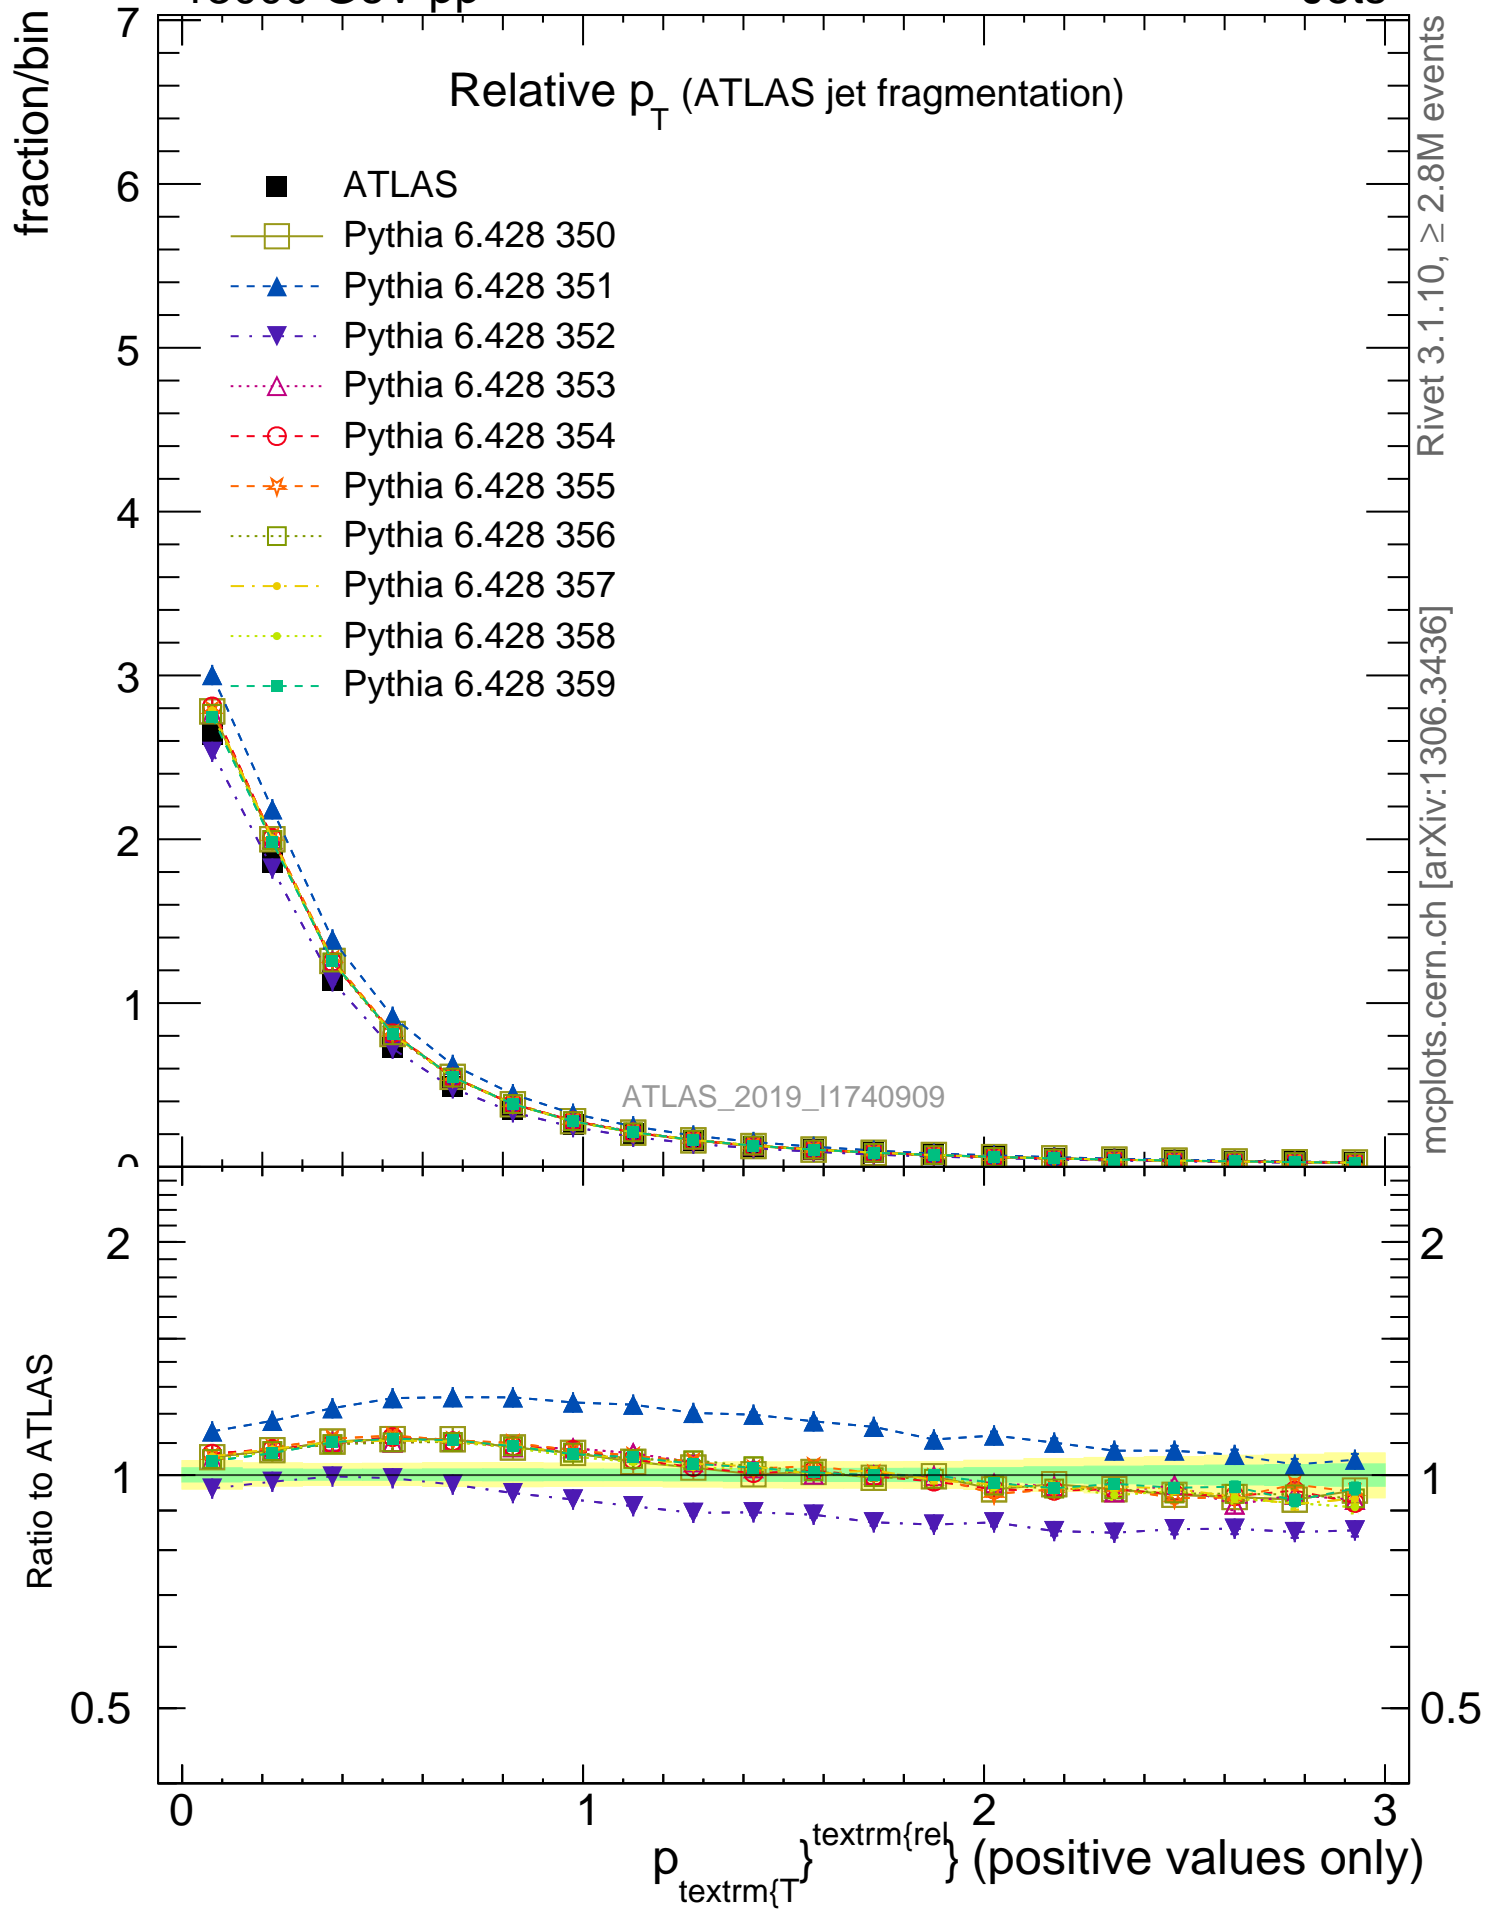 fraction/bin
Relative p_T (ATLAS jet fragmentation)
ATLAS
Pythia 6.428 350
Pythia 6.428 351
Pythia 6.428 352
Pythia 6.428 353
Pythia 6.428 354
Pythia 6.428 355
Pythia 6.428 356
Pythia 6.428 357
Pythia 6.428 358
Pythia 6.428 359
7
6
5
4
3
2
1
0
ATLAS_2019_I1740909
Rivet 3.1.10, ≥ 2.8M events
mcplots.cern.ch [arXiv:1306.3436]
Ratio to ATLAS
2
1
0.5
2
1
0.5
0 1 2 3
p_textrm{T}^textrm{rel} (positive values only)